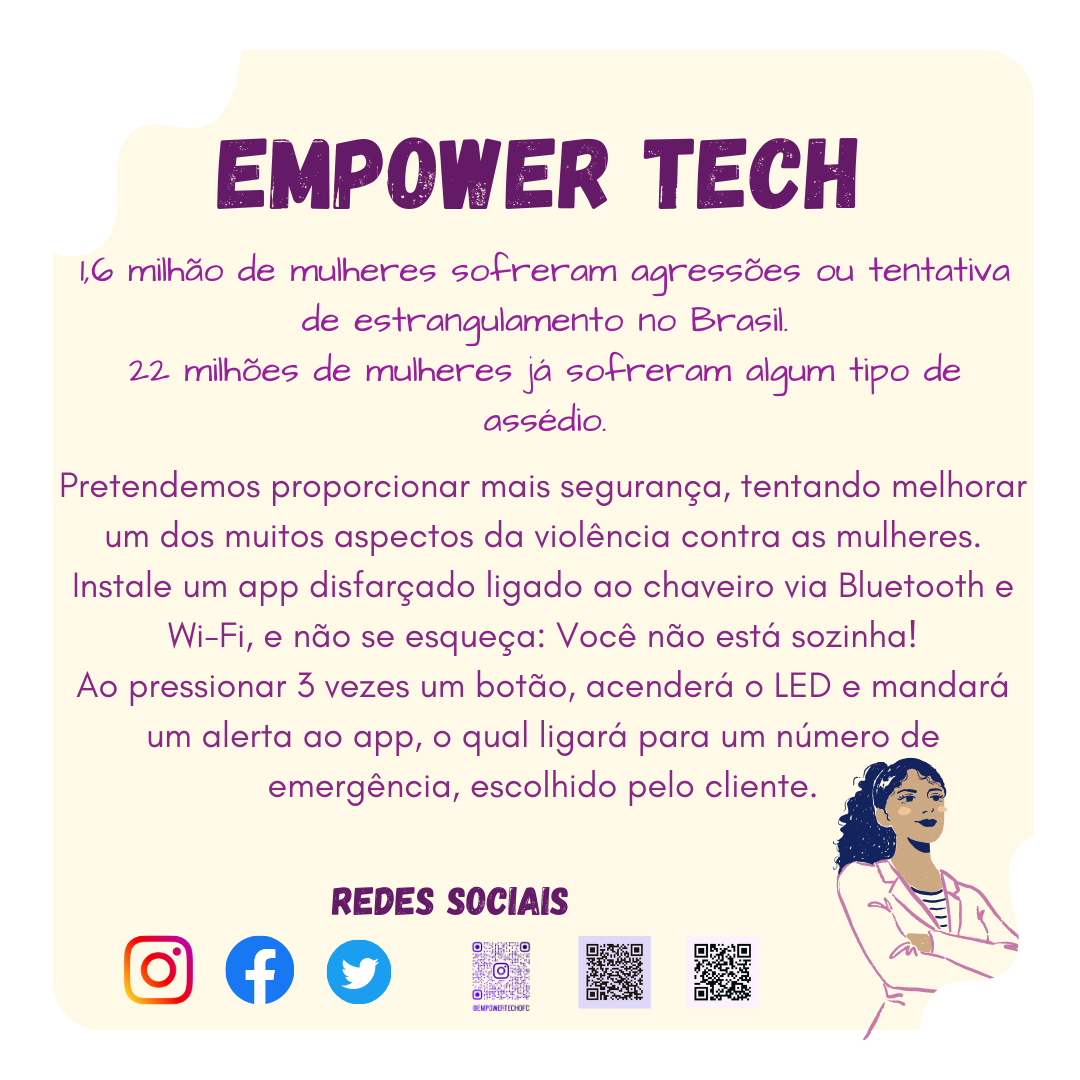 EMPOWER TECH
1,6 milhão de mulheres sofreram agressões ou tentativa
de estrangulamento no Brasil.
22 milhões de mulheres já sofreram algum tipo de
assédio.
Pretendemos proporcionar mais segurança, tentando melhorar
um dos muitos aspectos da violência contra as mulheres.
Instale um app disfarçado ligado ao chaveiro via Bluetooth e
Wi-Fi, e não se esqueça: Você não está sozinha!
Ao pressionar 3 vezes um botão, acenderá o LED e mandará
um alerta ao app, o qual ligará para um número de
emergência, escolhido pelo cliente.
REDES SOCIAIS
@EMPOWERTECHOFC